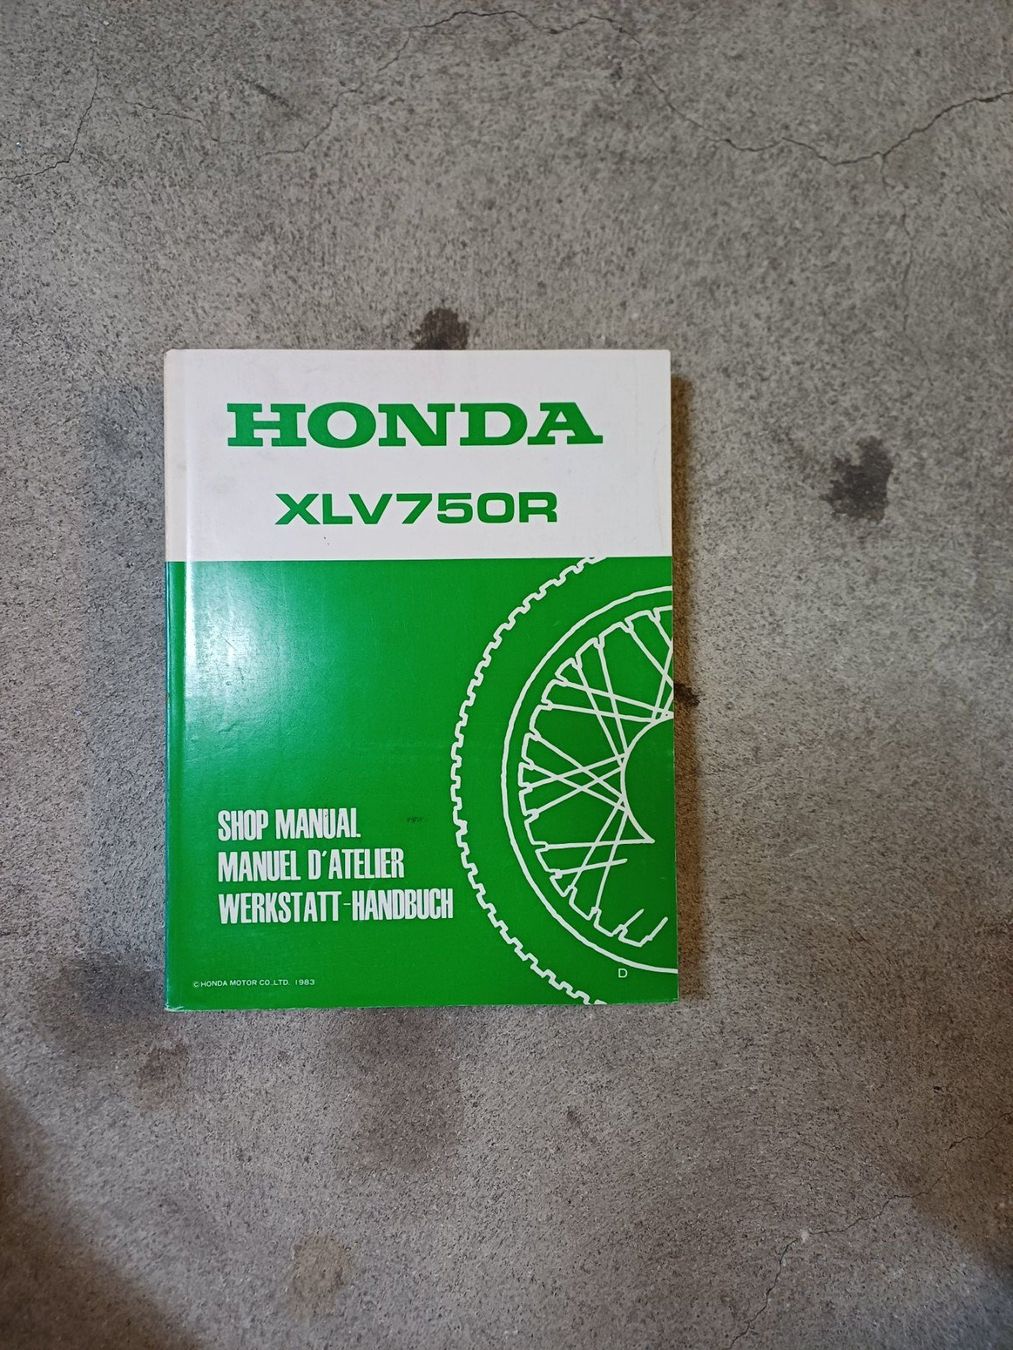 HONDA
XLV750R
SHOP MANUAL
MANUEL D'ATELIER
WERKSTATT-HANDBUCH
D
© HONDA MOTOR CO.,LTD. 1983